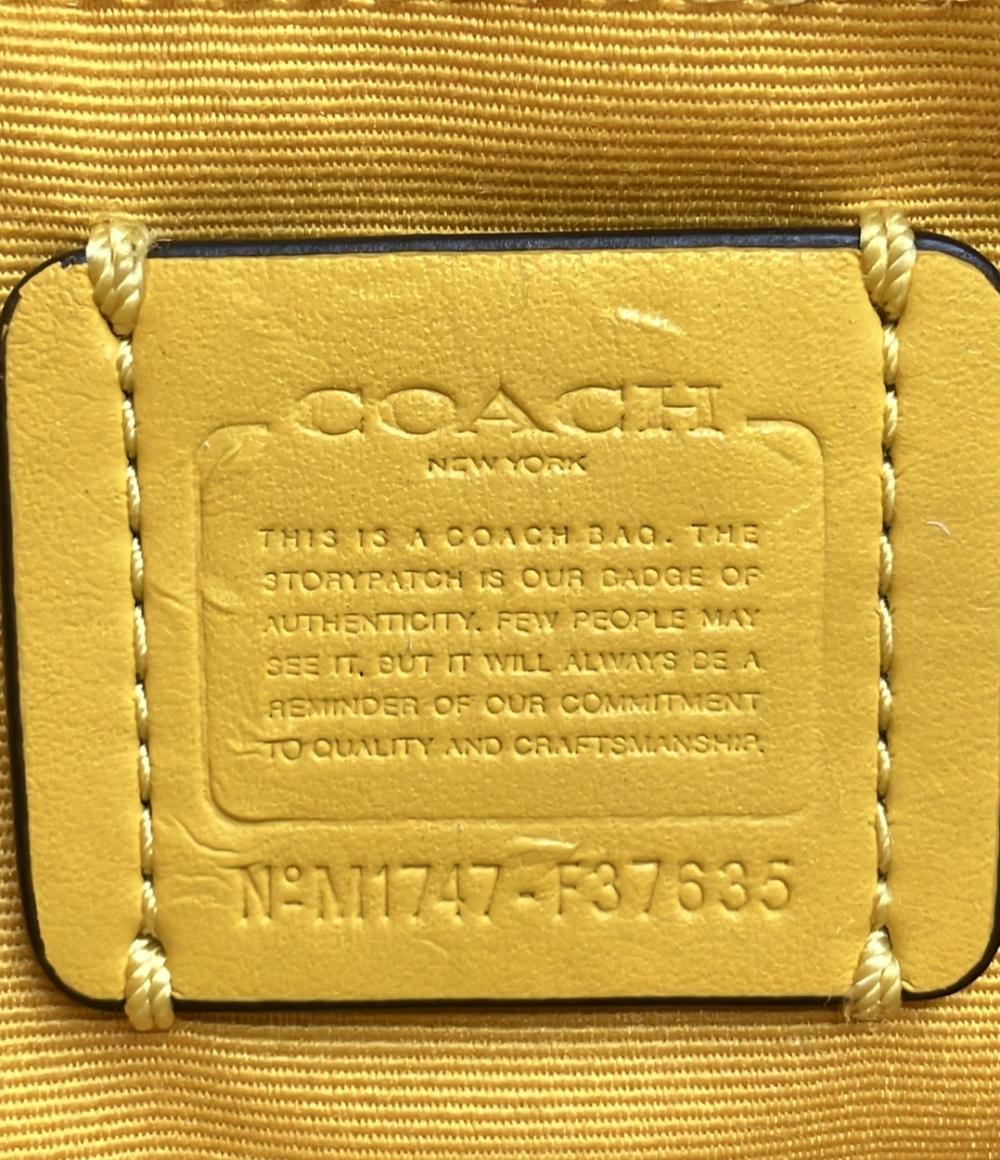 COACH
NEW YORK
THIS IS A COACH BAG. THE
STORYPATCH IS OUR BADGE OF
AUTHENTICITY. FEW PEOPLE MAY
SEE IT, BUT IT WILL ALWAYS BE A
REMINDER OF OUR COMMITMENT
TO QUALITY AND CRAFTSMANSHIP.
Nº M1747-F37635